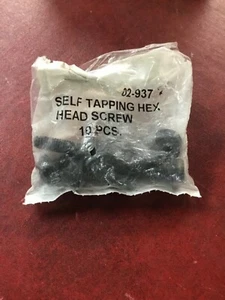 02-937
SELF TAPPING HEX
HEAD SCREW
10 PCS.